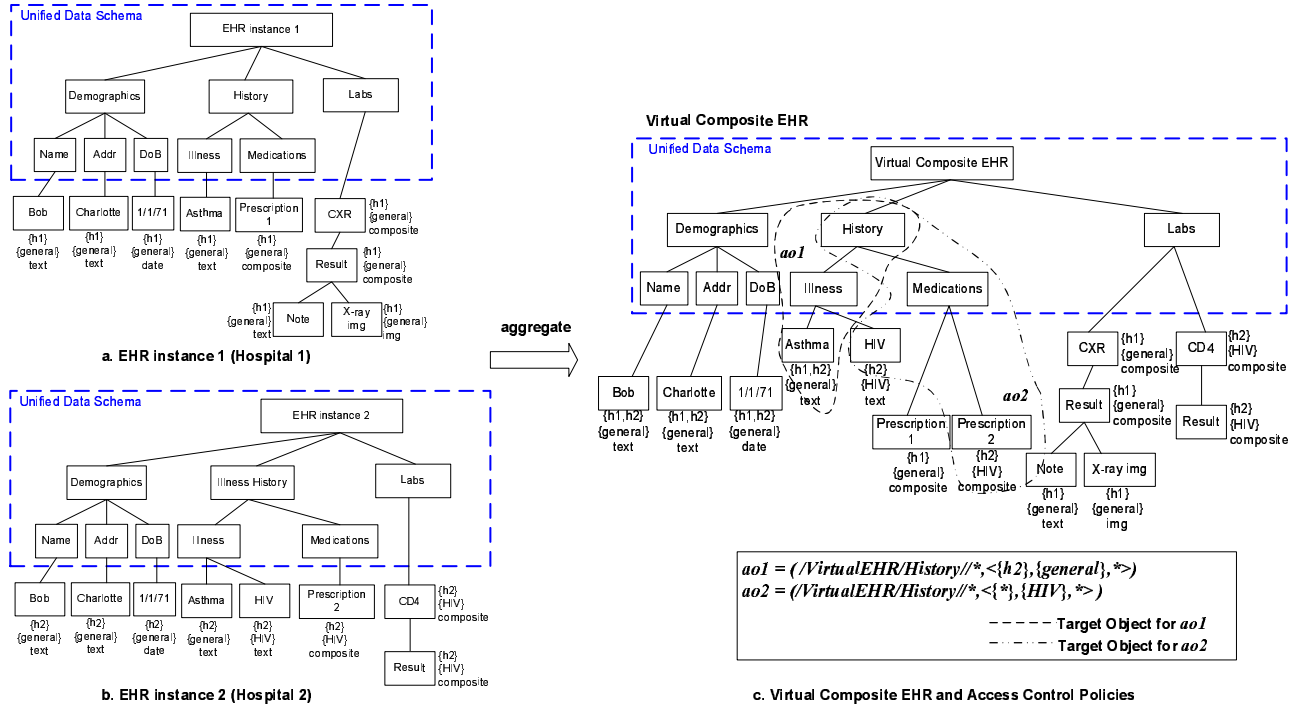 Unified Data Schema
EHR instance 1
Demographics
History
Labs
Name
Addr
DoB
Illness
Medications
Bob
{h1}
{general}
text
Charlotte
{h1}
{general}
text
1/1/71
{h1}
{general}
date
Asthma
{h1}
{general}
text
Prescription
1
{h1}
{general}
composite
CXR
{h1}
{general}
composite
Result
{h1}
{general}
composite
Note
{h1}
{general}
text
X-ray
img
{h1}
{general}
img
a. EHR instance 1 (Hospital 1)
Unified Data Schema
EHR instance 2
Demographics
Illness History
Labs
Name
Addr
DoB
Illness
Medications
Bob
{h2}
{general}
text
Charlotte
{h2}
{general}
text
1/1/71
{h2}
{general}
date
Asthma
{h2}
{general}
text
HIV
{h2}
{HIV}
text
Prescription
2
{h2}
{HIV}
composite
CD4
{h2}
{HIV}
composite
Result
{h2}
{HIV}
composite
b. EHR instance 2 (Hospital 2)
aggregate
Virtual Composite EHR
Unified Data Schema
Virtual Composite EHR
Demographics
History
Labs
ao1
Name
Addr
DoB
Illness
Medications
Bob
{h1,h2}
{general}
text
Charlotte
{h1,h2}
{general}
text
1/1/71
{h1,h2}
{general}
date
Asthma
{h1,h2}
{general}
text
HIV
{h2}
{HIV}
text
ao2
Prescription
1
{h1}
{general}
composite
Prescription
2
{h2}
{HIV}
composite
CXR
{h1}
{general}
composite
Result
{h1}
{general}
composite
Note
{h1}
{general}
text
X-ray img
{h1}
{general}
img
CD4
{h2}
{HIV}
composite
Result
{h2}
{HIV}
composite
ao1 = ( /VirtualEHR/History//*,<{h2},{general},*>)
ao2 = (/VirtualEHR/History//*,<{*},{HIV},*> )
Target Object for ao1
Target Object for ao2
c. Virtual Composite EHR and Access Control Policies